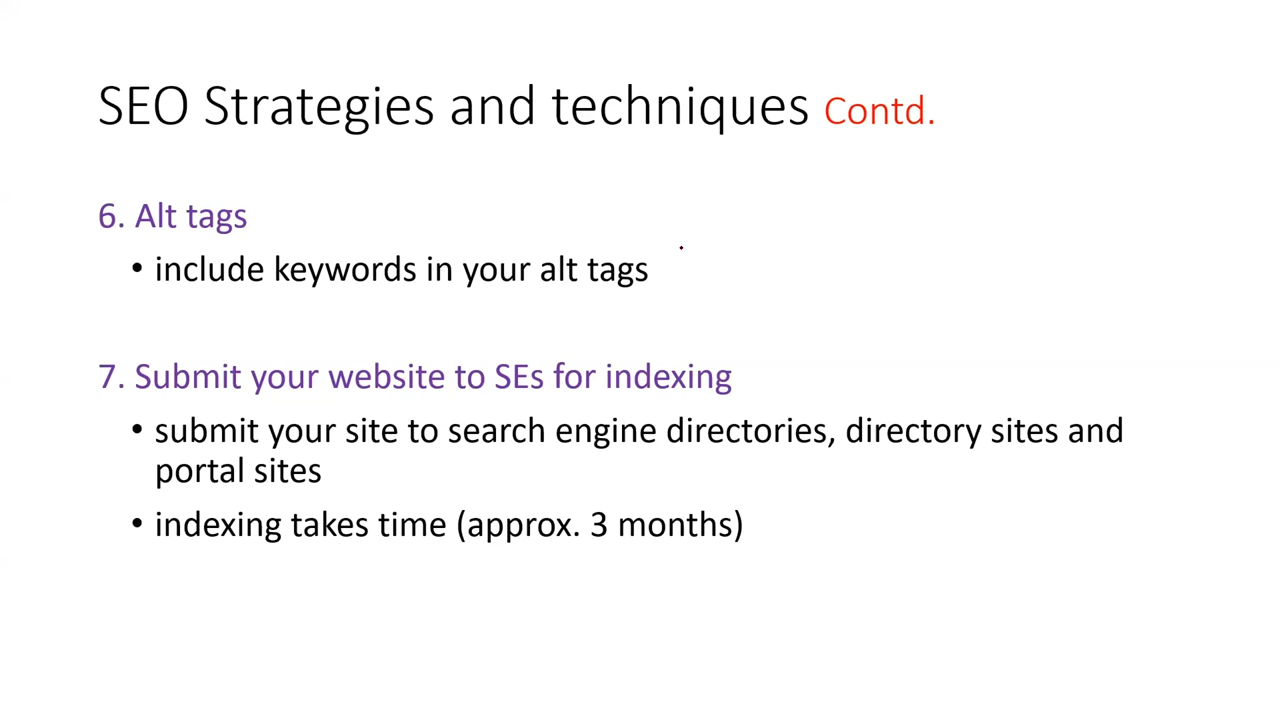 SEO Strategies and techniques Contd.
6. Alt tags
• include keywords in your alt tags
7. Submit your website to SEs for indexing
• submit your site to search engine directories, directory sites and
portal sites
• indexing takes time (approx. 3 months)